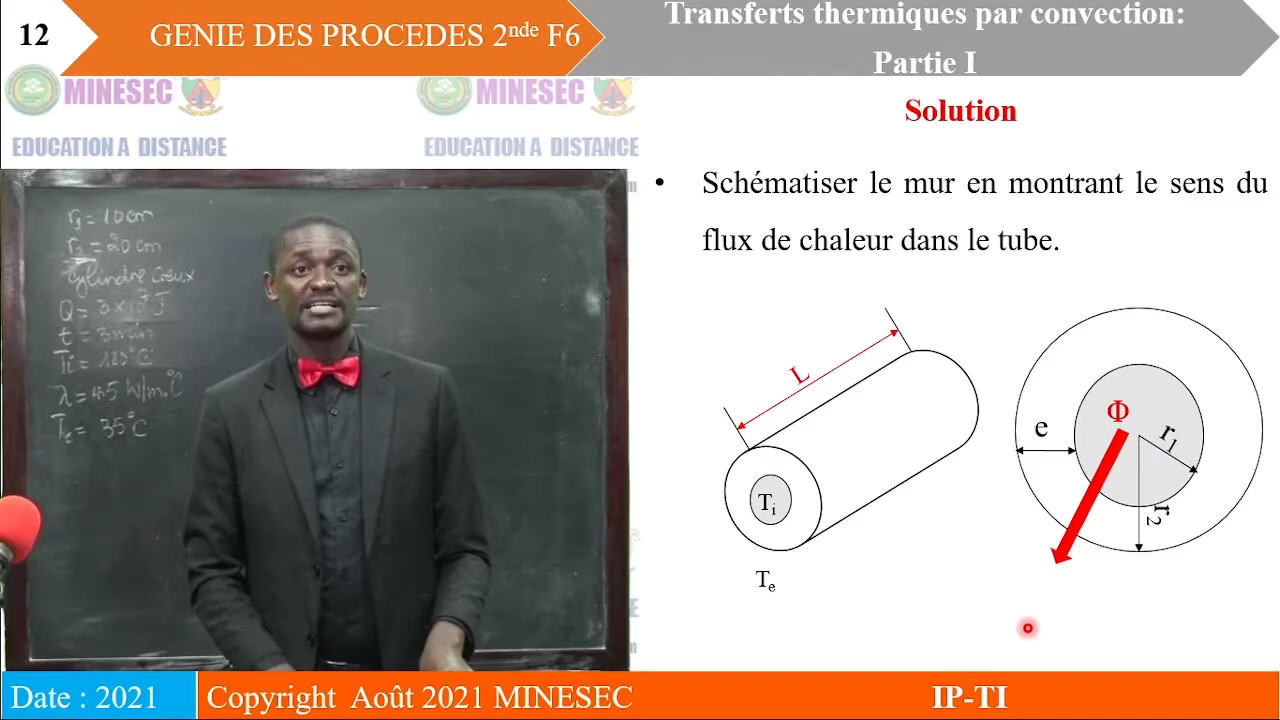 12
GENIE DES PROCEDES 2nde F6
Transferts thermiques par convection:
Partie I
MINESEC
MINESEC
EDUCATION A DISTANCE
EDUCATION A DISTANCE
Solution
• Schématiser le mur en montrant le sens du
flux de chaleur dans le tube.
r1 = 10 cm
r2 = 20 cm
Cylindre Creux
t = 3 min
Te = 35°C
L
Ti
Te
Φ
e
r1
r2
Date : 2021
Copyright Août 2021 MINESEC
IP-TI